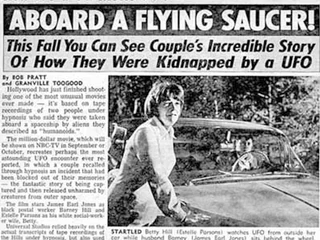 ABOARD A FLYING SAUCER!
This Fall You Can See Couple's Incredible Story
Of How They Were Kidnapped by a UFO
By BOB PRATT
and GRANVILLE TOOGOOD
Hollywood has just finished shoot-
ing one of the most unusual movies
ever made — it's based on tape
recordings of two people under
hypnosis who said they were taken
aboard a spaceship by aliens they
described as "humanoids."
The million-dollar movie, which will
be shown on NBC-TV in September or
October, recreates perhaps the most
astounding UFO encounter ever re-
ported, in which a couple recalled
through hypnosis an incident that
had been blocked out of their memories
— the fantastic story of being cap-
tured and then released unharmed by
creatures from outer space.
The film stars James Earl Jones as
black postal worker Barney Hill and
Estelle Parsons as his white social-work-
er wife, Betty.
Universal Studios relied heavily on the
actual transcripts of tape recordings of
the Hills under hypnosis, but also used
STARTLED Betty Hill (Estelle Parsons) watches UFO from outside her
car while husband Barney (James Earl Jones) sits behind the wheel